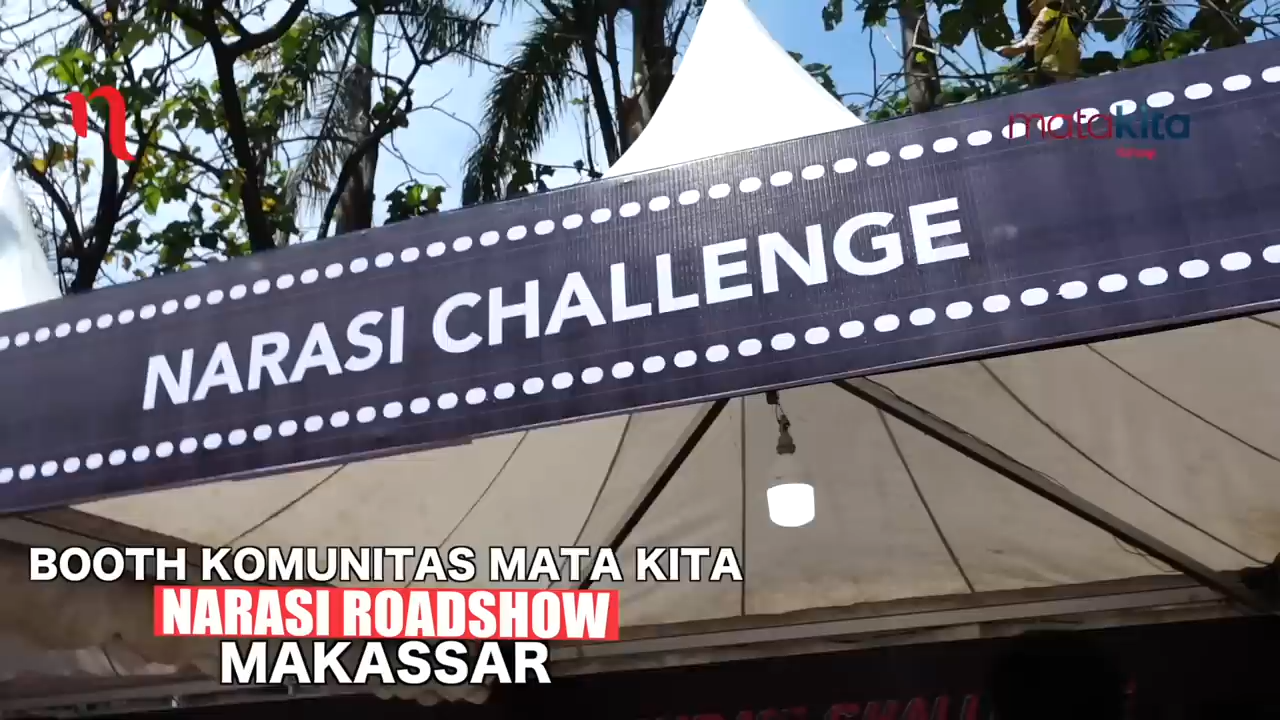 matakita
NARASI CHALLENGE
BOOTH KOMUNITAS MATA KITA
NARASI ROADSHOW
MAKASSAR